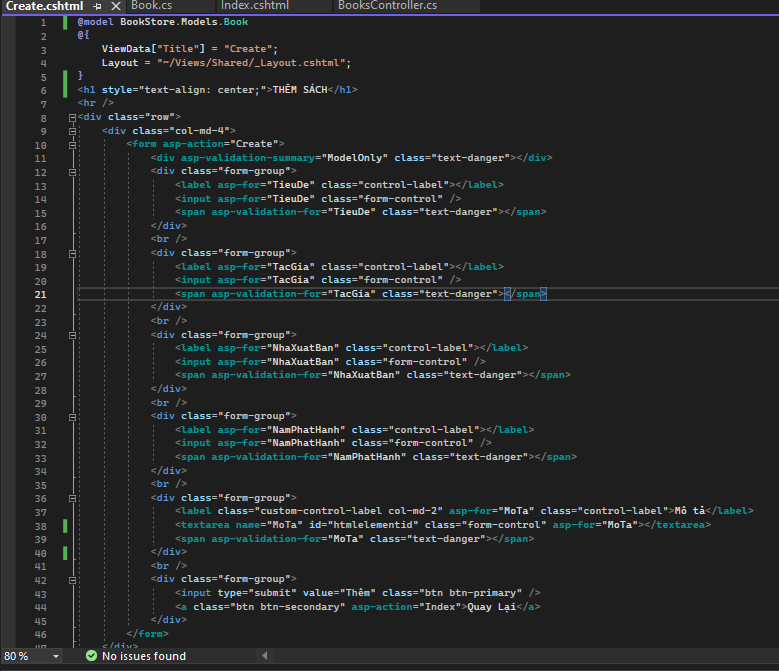 Create.cshtml Book.cs Index.cshtml BooksController.cs
1 @model BookStore.Models.Book
2 @{
3 ViewData["Title"] = "Create";
4 Layout = "~/Views/Shared/_Layout.cshtml";
5 }
6 <h1 style="text-align: center;">THÊM SÁCH</h1>
7 <hr />
8 <div class="row">
9 <div class="col-md-4">
10 <form asp-action="Create">
11 <div asp-validation-summary="ModelOnly" class="text-danger"></div>
12 <div class="form-group">
13 <label asp-for="TieuDe" class="control-label"></label>
14 <input asp-for="TieuDe" class="form-control" />
15 <span asp-validation-for="TieuDe" class="text-danger"></span>
16 </div>
17 <br />
18 <div class="form-group">
19 <label asp-for="TacGia" class="control-label"></label>
20 <input asp-for="TacGia" class="form-control" />
21 <span asp-validation-for="TacGia" class="text-danger"></span>
22 </div>
23 <br />
24 <div class="form-group">
25 <label asp-for="NhaXuatBan" class="control-label"></label>
26 <input asp-for="NhaXuatBan" class="form-control" />
27 <span asp-validation-for="NhaXuatBan" class="text-danger"></span>
28 </div>
29 <br />
30 <div class="form-group">
31 <label asp-for="NamPhatHanh" class="control-label"></label>
32 <input asp-for="NamPhatHanh" class="form-control" />
33 <span asp-validation-for="NamPhatHanh" class="text-danger"></span>
34 </div>
35 <br />
36 <div class="form-group">
37 <label class="custom-control-label col-md-2" asp-for="MoTa" class="control-label">Mô tả</label>
38 <textarea name="MoTa" id="htmlelementid" class="form-control" asp-for="MoTa"></textarea>
39 <span asp-validation-for="MoTa" class="text-danger"></span>
40 </div>
41 <br />
42 <div class="form-group">
43 <input type="submit" value="Thêm" class="btn btn-primary" />
44 <a class="btn btn-secondary" asp-action="Index">Quay Lại</a>
45 </div>
46 </form>
</div>
80 % No issues found